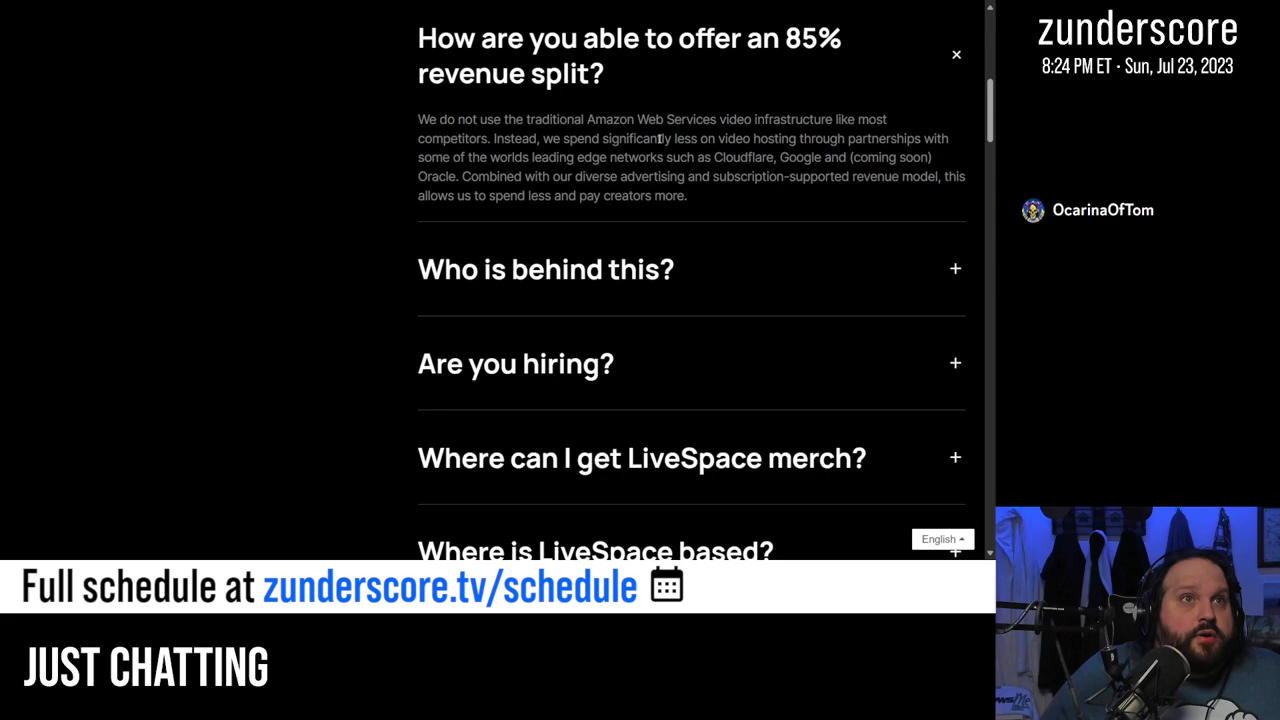 How are you able to offer an 85%
revenue split?
We do not use the traditional Amazon Web Services video infrastructure like most
competitors. Instead, we spend significantly less on video hosting through partnerships with
some of the worlds leading edge networks such as Cloudflare, Google and (coming soon)
Oracle. Combined with our diverse advertising and subscription-supported revenue model, this
allows us to spend less and pay creators more.
Who is behind this?
Are you hiring?
Where can I get LiveSpace merch?
Where is LiveSpace based?
English
zunderscore
8:24 PM ET • Sun, Jul 23, 2023
OcarinaOfTom
Full schedule at zunderscore.tv/schedule
JUST CHATTING